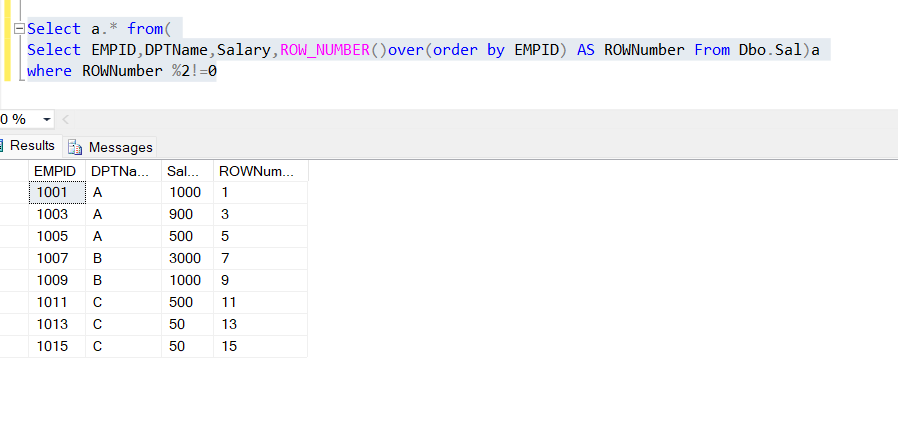 Select a.* from(
Select EMPID,DPTName,Salary,ROW_NUMBER()over(order by EMPID) AS ROWNumber From Dbo.Sal)a
where ROWNumber %2!=0
0 %
Results Messages
EMPID DPTNa... Sal... ROWNum...
1001 A 1000 1
1003 A 900 3
1005 A 500 5
1007 B 3000 7
1009 B 1000 9
1011 C 500 11
1013 C 50 13
1015 C 50 15